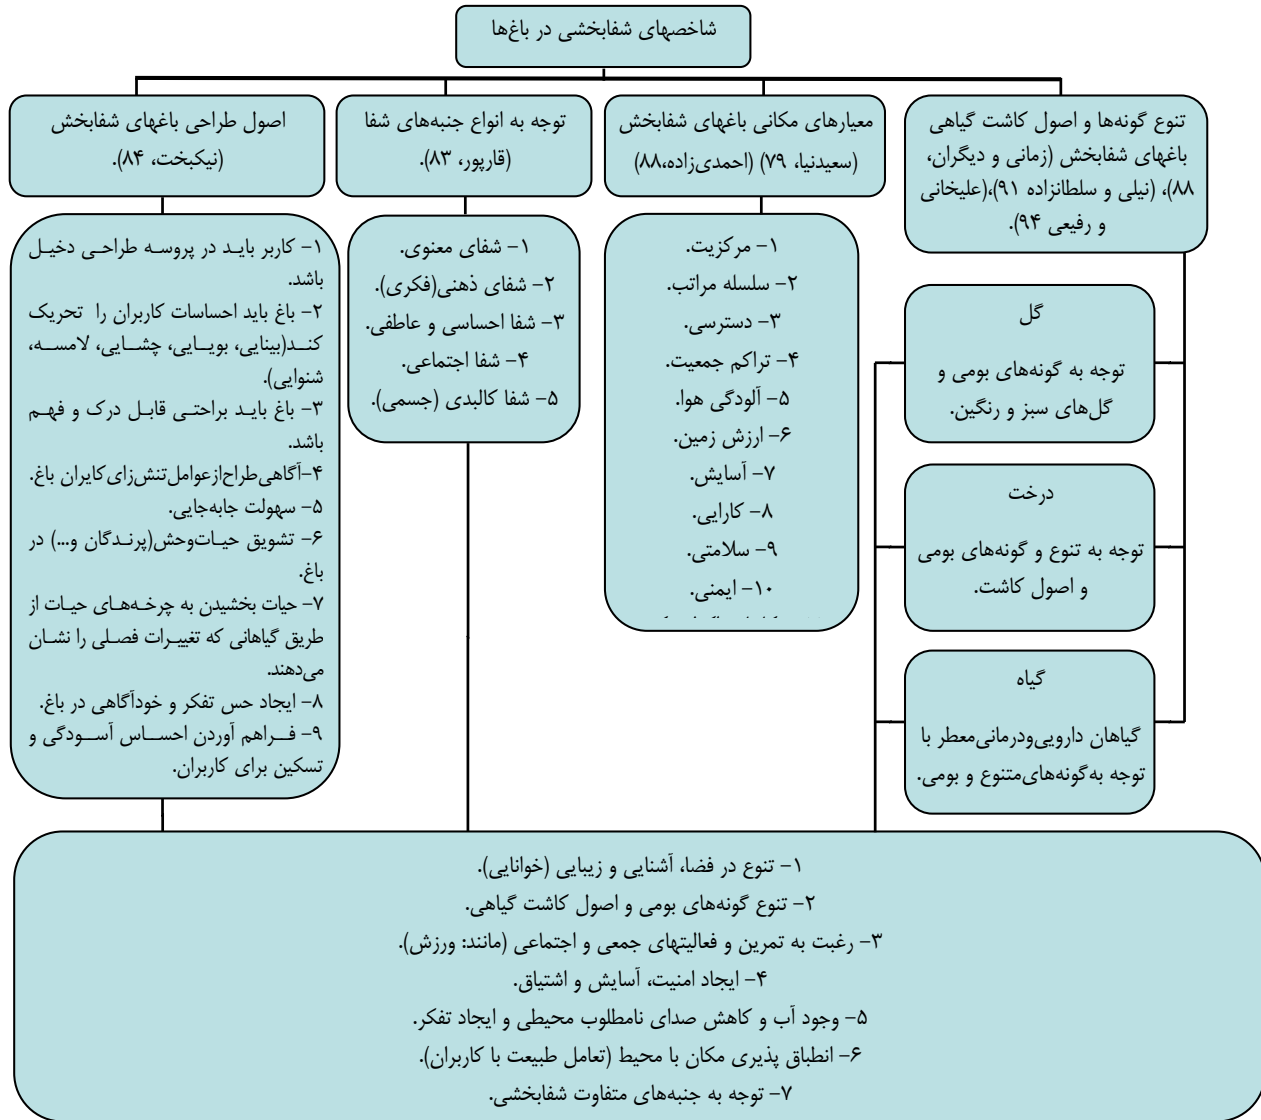 شاخصهای شفابخشی در باغ‌ها
تنوع گونه‌ها و اصول کاشت گیاهی
باغهای شفابخش (زمانی و دیگران،
۸۸)، (نیلی و سلطانزاده ۹۱)،(علیخانی
و رفیعی ۹۴).
گل
توجه به گونه‌های بومی و
گل‌های سبز و رنگین.
درخت
توجه به تنوع و گونه‌های بومی
و اصول کاشت.
گیاه
گیاهان دارویی‌ودرمانی‌معطر با
توجه به‌گونه‌های‌متنوع و بومی.
معیارهای مکانی باغهای شفابخش
(سعیدنیا، ۷۹) (احمدی‌زاده،۸۸)
۱- مرکزیت.
۲- سلسله مراتب.
۳- دسترسی.
۴- تراکم جمعیت.
۵- آلودگی هوا.
۶- ارزش زمین.
۷- آسایش.
۸- کارایی.
۹- سلامتی.
۱۰- ایمنی.
توجه به انواع جنبه‌های شفا
(قارپور، ۸۳).
۱- شفای معنوی.
۲- شفای ذهنی(فکری).
۳- شفا احساسی و عاطفی.
۴- شفا اجتماعی.
۵- شفا کالبدی (جسمی).
اصول طراحی باغهای شفابخش
(نیکبخت، ۸۴).
۱- کاربر باید در پروسه طراحی دخیل
باشد.
۲- باغ باید احساسات کاربران را تحریک
کند(بینایی، بویایی، چشایی، لامسه،
شنوایی).
۳- باغ باید براحتی قابل درک و فهم
باشد.
۴-آگاهی‌طراح‌ازعوامل‌تنش‌زای‌کایران باغ.
۵- سهولت جابه‌جایی.
۶- تشویق حیات‌وحش(پرندگان و...) در
باغ.
۷- حیات بخشیدن به چرخه‌های حیات از
طریق گیاهانی که تغییرات فصلی را نشان
می‌دهند.
۸- ایجاد حس تفکر و خودآگاهی در باغ.
۹- فراهم آوردن احساس آسودگی و
تسکین برای کاربران.
۱- تنوع در فضا، آشنایی و زیبایی (خوانایی).
۲- تنوع گونه‌های بومی و اصول کاشت گیاهی.
۳- رغبت به تمرین و فعالیتهای جمعی و اجتماعی (مانند: ورزش).
۴- ایجاد امنیت، آسایش و اشتیاق.
۵- وجود آب و کاهش صدای نامطلوب محیطی و ایجاد تفکر.
۶- انطباق پذیری مکان با محیط (تعامل طبیعت با کاربران).
۷- توجه به جنبه‌های متفاوت شفابخشی.